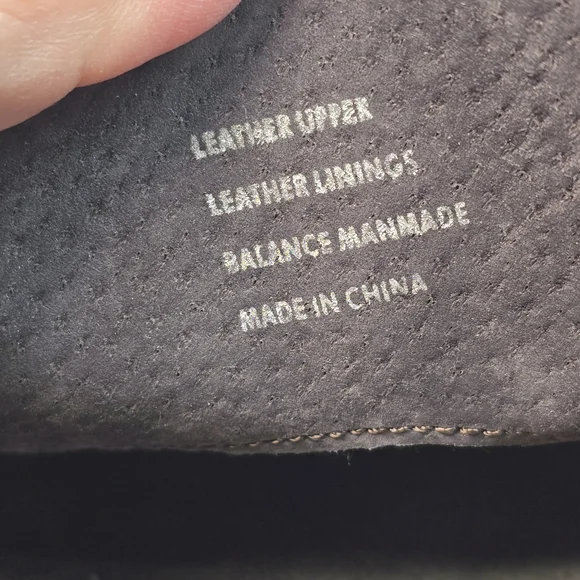 LEATHER UPPER
LEATHER LININGS
BALANCE MANMADE
MADE IN CHINA